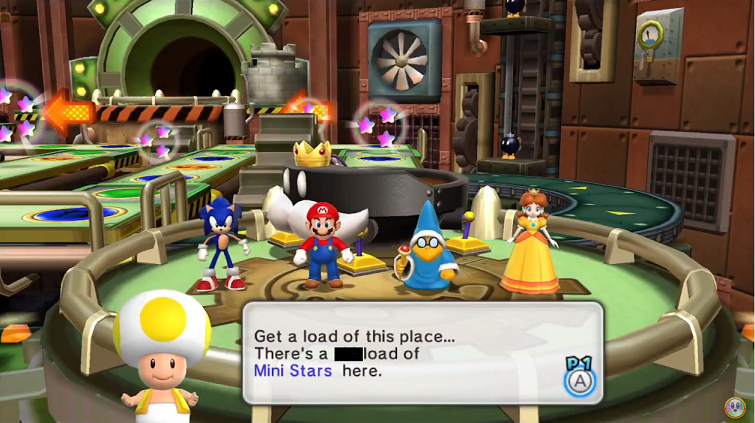 Get a load of this place...
There's a load of
Mini Stars here.
P1
A
M